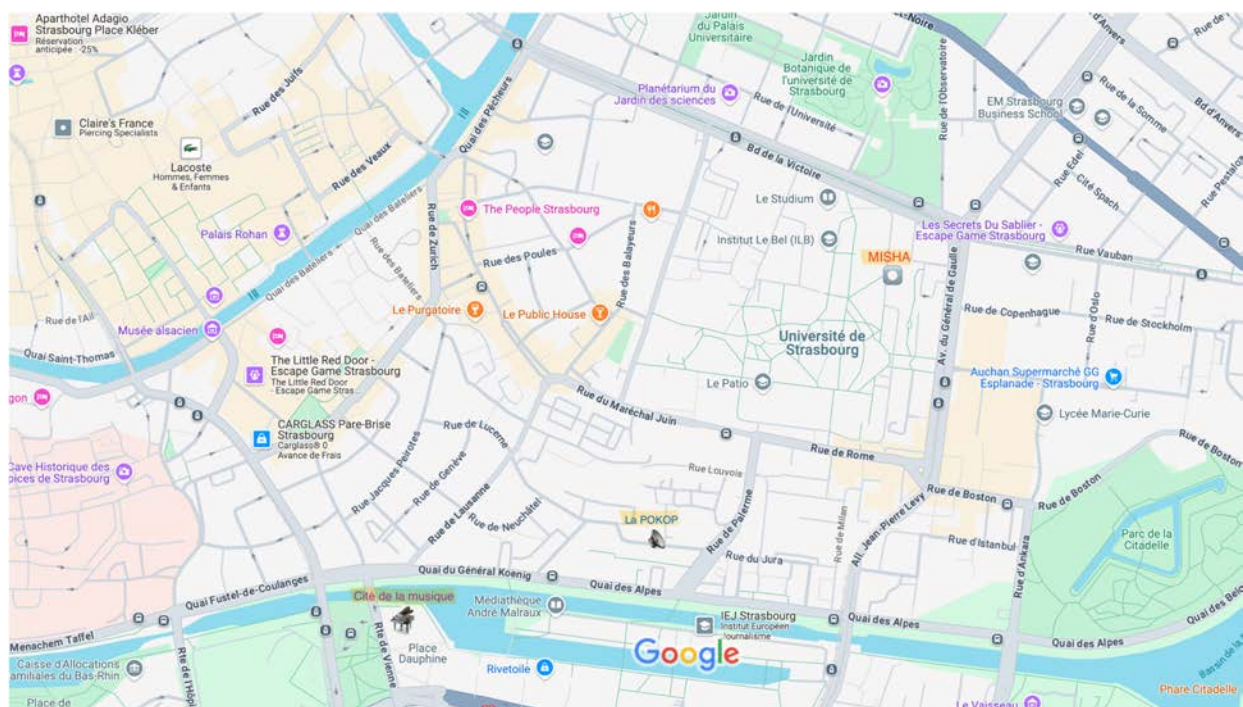 Aparthotel Adagio
Strasbourg Place Kléber
Réservation
anticipée -25%
Rue des Juifs
Claire's France
Piercing Specialists
Lacoste
Hommes, Femmes
& Enfants
Rue des Veaux
Quai des Pêcheurs
Ill
Jardin
du Palais
Universitaire
Planétarium du
Jardin des sciences
Jardin
Botanique de
l'université de
Strasbourg
Rue de l'Université
Rue de l'Observatoire
Bd d'Anvers
EM Strasbourg
Business School
Rue de la Somme
Bd d'Anvers
Rue Edel
Cité Spach
Bd de la Victoire
Le Studium
Institut Le Bel (ILB)
Les Secrets Du Sablier -
Escape Game Strasbourg
Rue Vauban
MISHA
Palais Rohan
Quai des Bateliers
Rue des Bateliers
Quai des Bateliers
Rue de Zurich
The People Strasbourg
Rue des Poules
Rue des Balayeurs
Le Purgatoire
Le Public House
Rue de l'Ail
Musée alsacien
Ill
Quai Saint-Thomas
The Little Red Door -
Escape Game Strasbourg
The Little Red Door
- Escape Game Stras
gon
CARGLASS Pare-Brise
Strasbourg
Carglass® 0
Avance de Frais
Cave Historique des
pices de Strasbourg
Université de
Strasbourg
Le Patio
Av. du Général de Gaulle
Rue de Copenhague
Rue d'Oslo
Rue de Stockholm
Auchan Supermarché GG
Esplanade - Strasbourg
Lycée Marie-Curie
Rue du Maréchal Juin
Rue de Rome
Rue de Lucerne
Rue Jacques Peirotes
Rue de Genève
Rue de Lausanne
Rue de Neuchâtel
Rue Louvois
Rue de Palerme
La POKOP
Rue du Jura
Rue de Milan
All. Jean-Pierre Levy
Rue de Boston
Rue de Boston
Rue de Boston
Rue d'Istanbul
Rue d'Ankara
Parc de la
Citadelle
Quai Fustel-de-Coulanges
Quai du Général Koenig
Quai des Alpes
Quai des Alpes
Quai des Alpes
Menachem Taffel
Cité de la musique
Médiathèque
André Malraux
IEJ Strasbourg
Institut Européen
Journalisme
Place
Dauphine
Rte de Vienne
Rivetoile
Google
Caisse d'Allocations
amiliales du Bas-Rhin
Place de
Le Vaisseau
Phare Citadelle